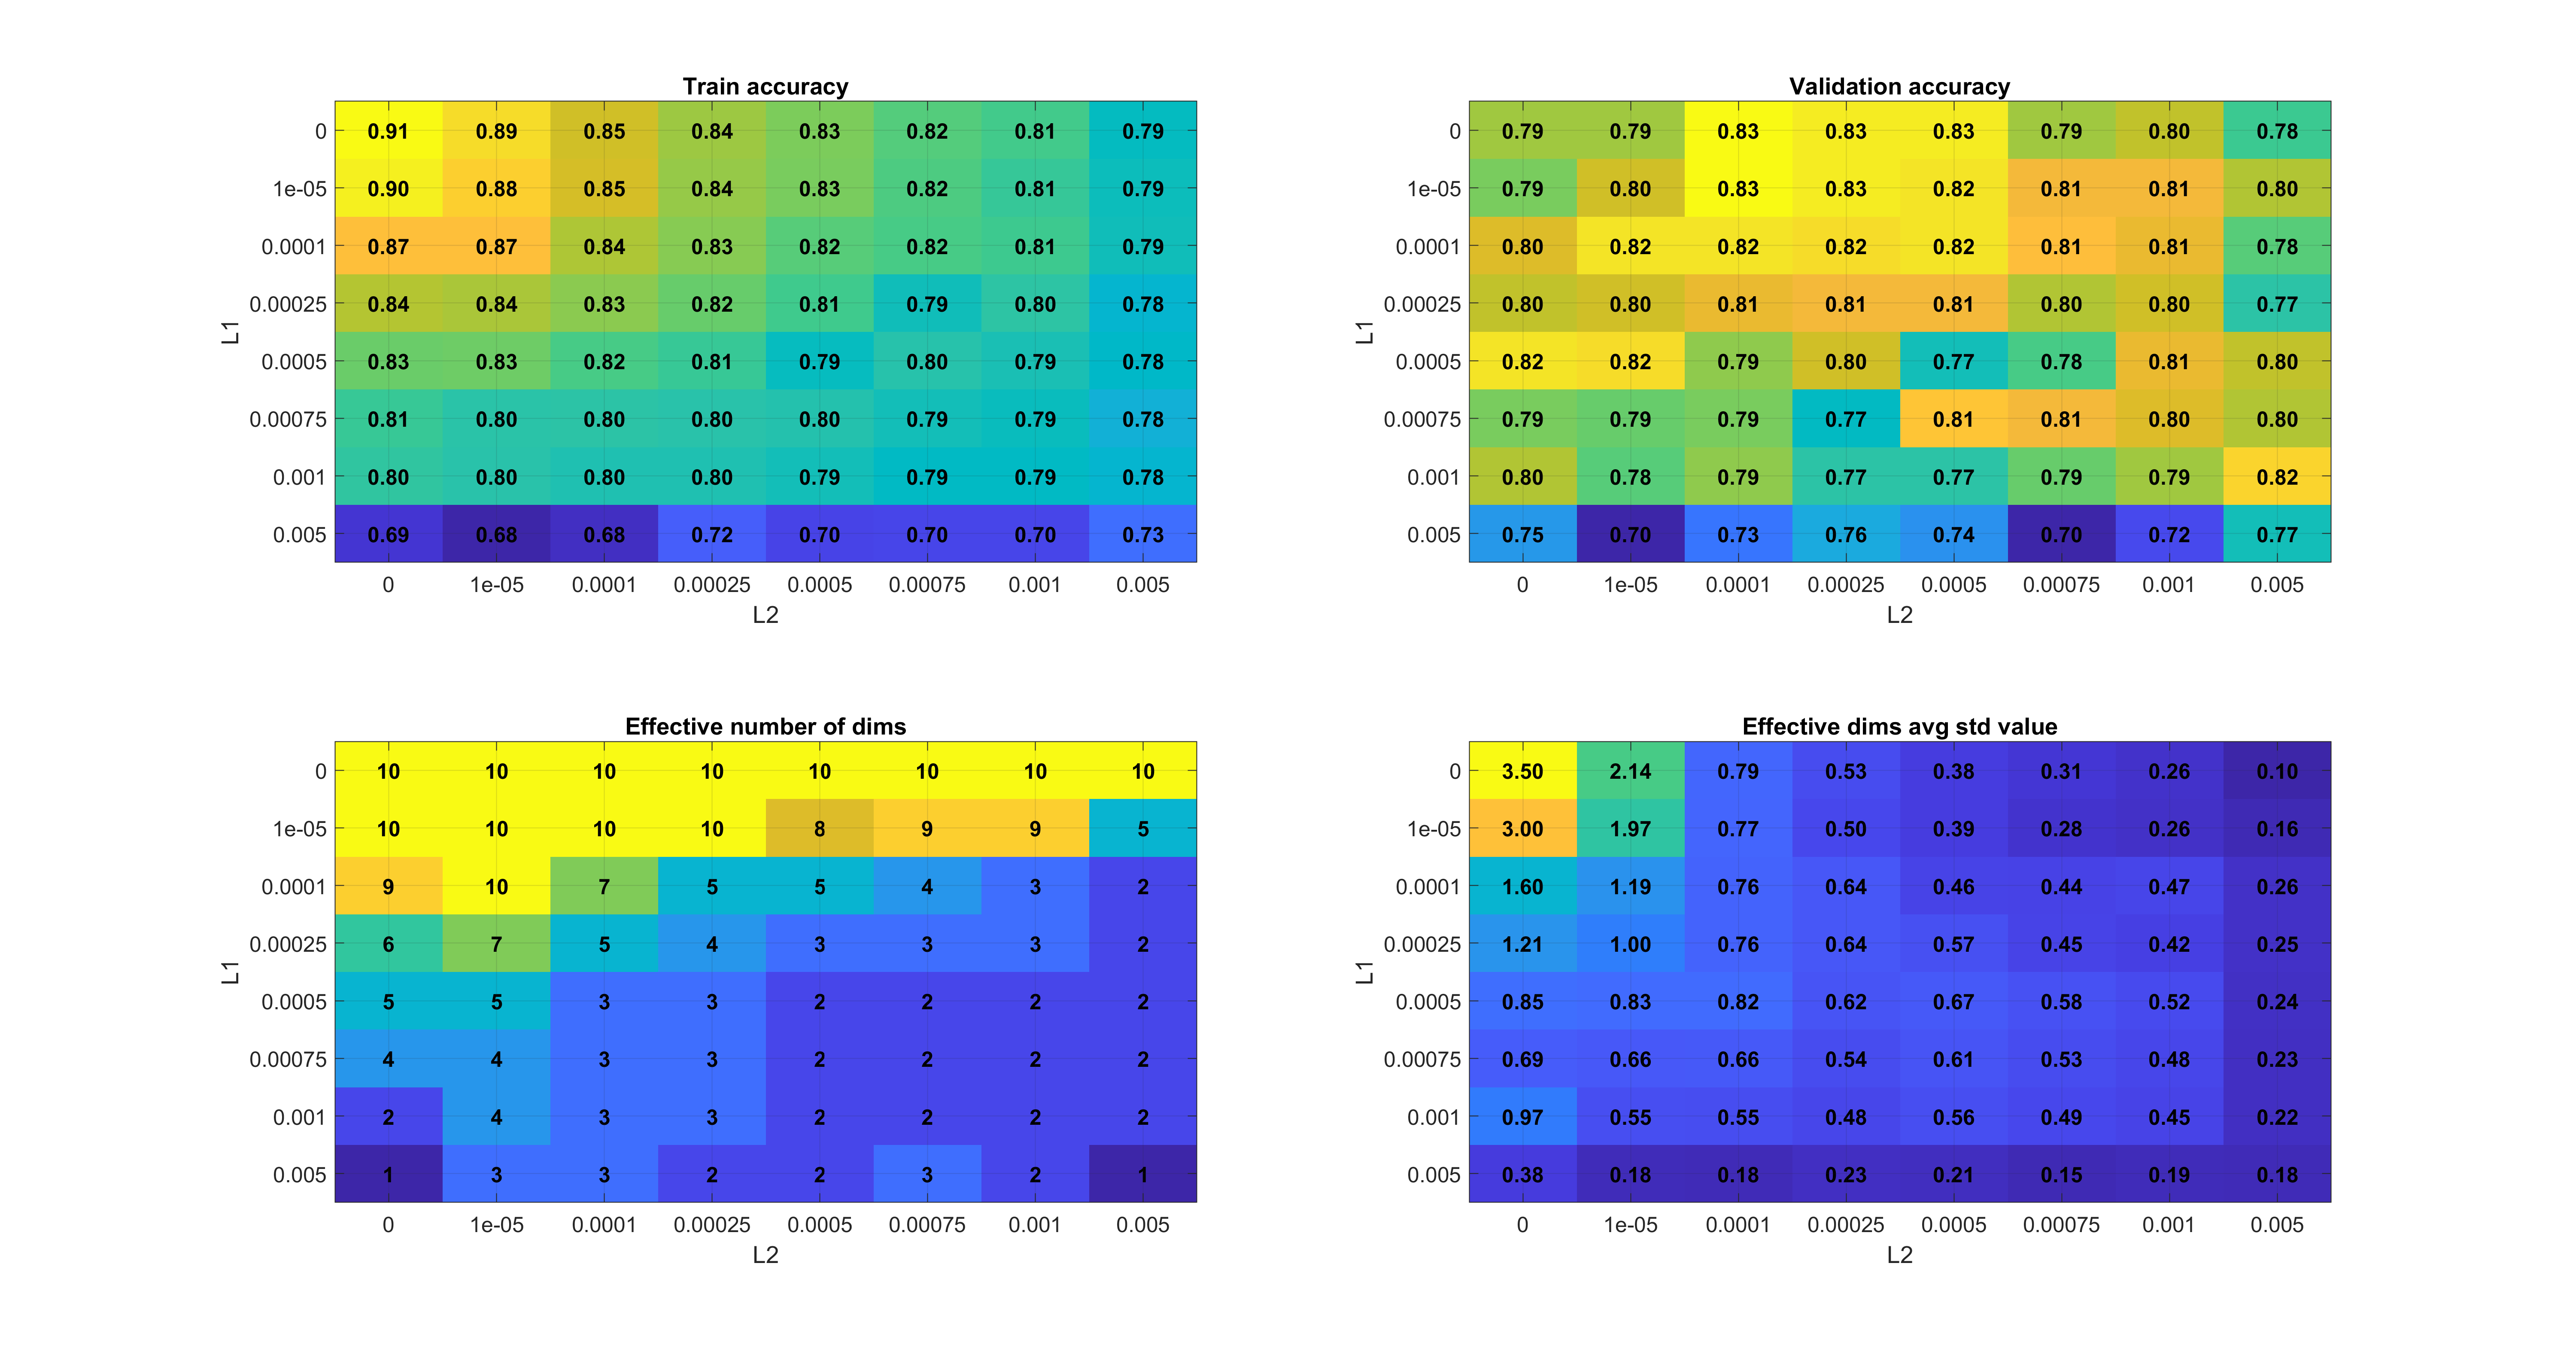 Train accuracy
0 0.91 0.89 0.85 0.84 0.83 0.82 0.81 0.79
1e-05 0.90 0.88 0.85 0.84 0.83 0.82 0.81 0.79
0.0001 0.87 0.87 0.84 0.83 0.82 0.82 0.81 0.79
0.00025 0.84 0.84 0.83 0.82 0.81 0.79 0.80 0.78
L1
0.0005 0.83 0.83 0.82 0.81 0.79 0.80 0.79 0.78
0.00075 0.81 0.80 0.80 0.80 0.80 0.79 0.79 0.78
0.001 0.80 0.80 0.80 0.80 0.79 0.79 0.79 0.78
0.005 0.69 0.68 0.68 0.72 0.70 0.70 0.70 0.73
0 1e-05 0.0001 0.00025 0.0005 0.00075 0.001 0.005
L2
Validation accuracy
0 0.79 0.79 0.83 0.83 0.83 0.79 0.80 0.78
1e-05 0.79 0.80 0.83 0.83 0.82 0.81 0.81 0.80
0.0001 0.80 0.82 0.82 0.82 0.82 0.81 0.81 0.78
0.00025 0.80 0.80 0.81 0.81 0.81 0.80 0.80 0.77
L1
0.0005 0.82 0.82 0.79 0.80 0.77 0.78 0.81 0.80
0.00075 0.79 0.79 0.79 0.77 0.81 0.81 0.80 0.80
0.001 0.80 0.78 0.79 0.77 0.77 0.79 0.79 0.82
0.005 0.75 0.70 0.73 0.76 0.74 0.70 0.72 0.77
0 1e-05 0.0001 0.00025 0.0005 0.00075 0.001 0.005
L2
Effective number of dims
0 10 10 10 10 10 10 10 10
1e-05 10 10 10 10 8 9 9 5
0.0001 9 10 7 5 5 4 3 2
0.00025 6 7 5 4 3 3 3 2
L1
0.0005 5 5 3 3 2 2 2 2
0.00075 4 4 3 3 2 2 2 2
0.001 2 4 3 3 2 2 2 2
0.005 1 3 3 2 2 3 2 1
0 1e-05 0.0001 0.00025 0.0005 0.00075 0.001 0.005
L2
Effective dims avg std value
0 3.50 2.14 0.79 0.53 0.38 0.31 0.26 0.10
1e-05 3.00 1.97 0.77 0.50 0.39 0.28 0.26 0.16
0.0001 1.60 1.19 0.76 0.64 0.46 0.44 0.47 0.26
0.00025 1.21 1.00 0.76 0.64 0.57 0.45 0.42 0.25
L1
0.0005 0.85 0.83 0.82 0.62 0.67 0.58 0.52 0.24
0.00075 0.69 0.66 0.66 0.54 0.61 0.53 0.48 0.23
0.001 0.97 0.55 0.55 0.48 0.56 0.49 0.45 0.22
0.005 0.38 0.18 0.18 0.23 0.21 0.15 0.19 0.18
0 1e-05 0.0001 0.00025 0.0005 0.00075 0.001 0.005
L2